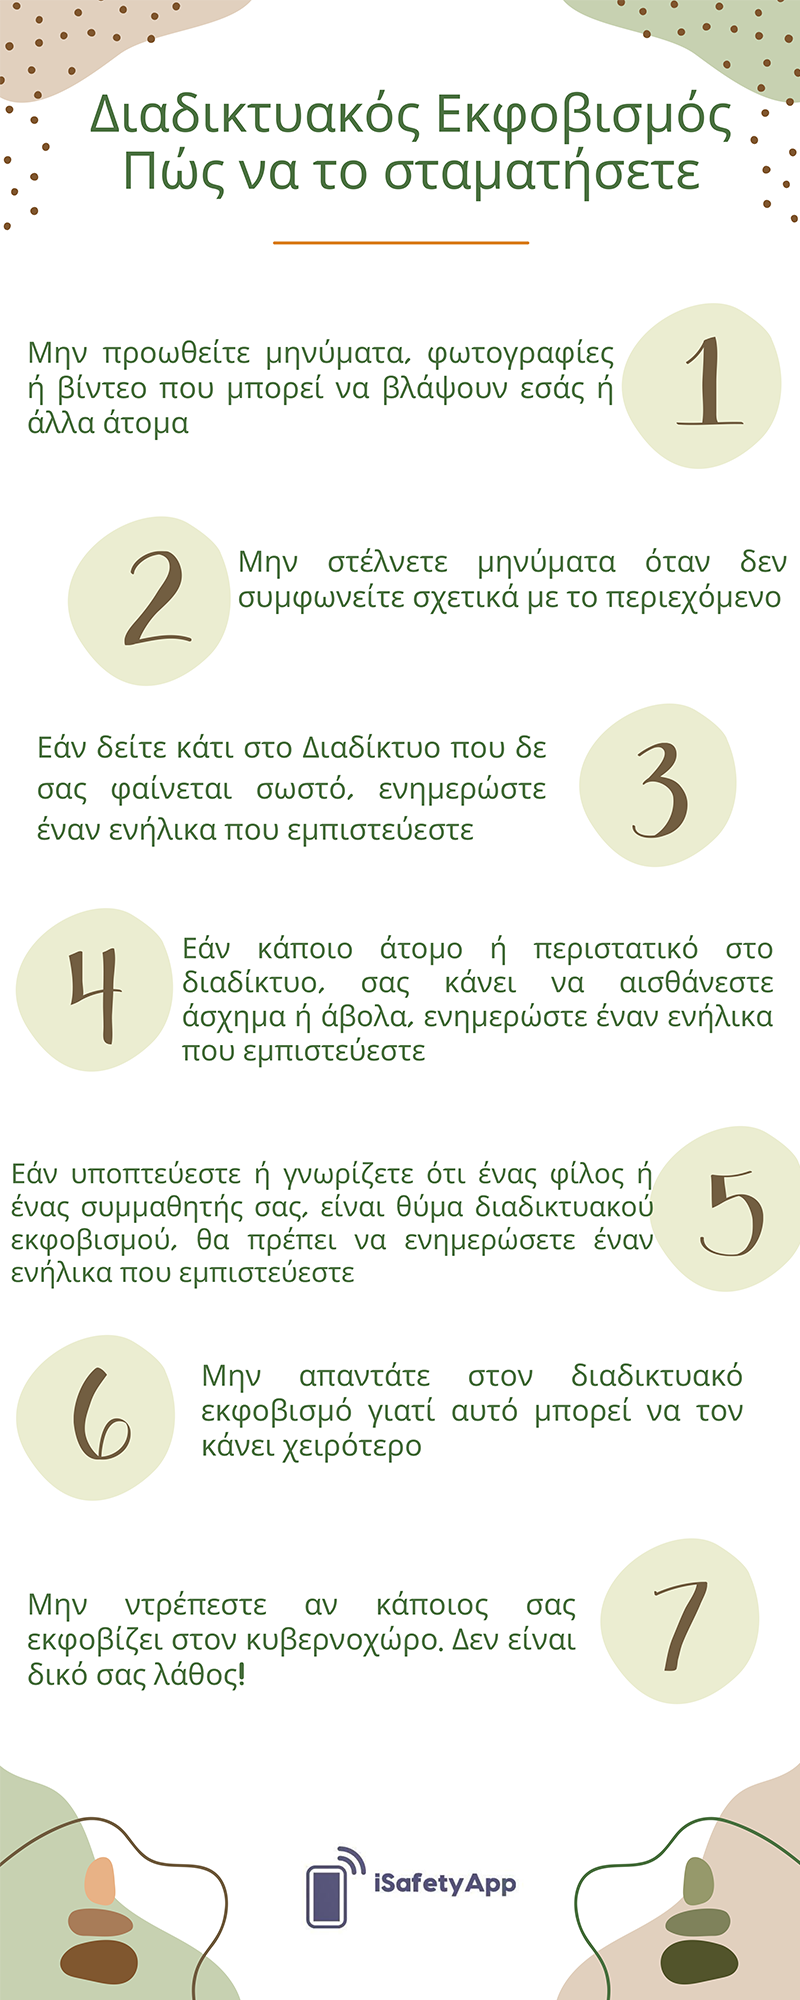 Διαδικτυακός Εκφοβισμός
Πώς να το σταματήσετε
Μην προωθείτε μηνύματα, φωτογραφίες
ή βίντεο που μπορεί να βλάψουν εσάς ή
άλλα άτομα
1
2
Μην στέλνετε μηνύματα όταν δεν
συμφωνείτε σχετικά με το περιεχόμενο
Εάν δείτε κάτι στο Διαδίκτυο που δε
σας φαίνεται σωστό, ενημερώστε
έναν ενήλικα που εμπιστεύεστε
3
4
Εάν κάποιο άτομο ή περιστατικό στο
διαδίκτυο, σας κάνει να αισθάνεστε
άσχημα ή άβολα, ενημερώστε έναν ενήλικα
που εμπιστεύεστε
Εάν υποπτεύεστε ή γνωρίζετε ότι ένας φίλος ή
ένας συμμαθητής σας, είναι θύμα διαδικτυακού
εκφοβισμού, θα πρέπει να ενημερώσετε έναν
ενήλικα που εμπιστεύεστε
5
6
Μην απαντάτε στον διαδικτυακό
εκφοβισμό γιατί αυτό μπορεί να τον
κάνει χειρότερο
Μην ντρέπεστε αν κάποιος σας
εκφοβίζει στον κυβερνοχώρο. Δεν είναι
δικό σας λάθος!
7
iSafetyApp